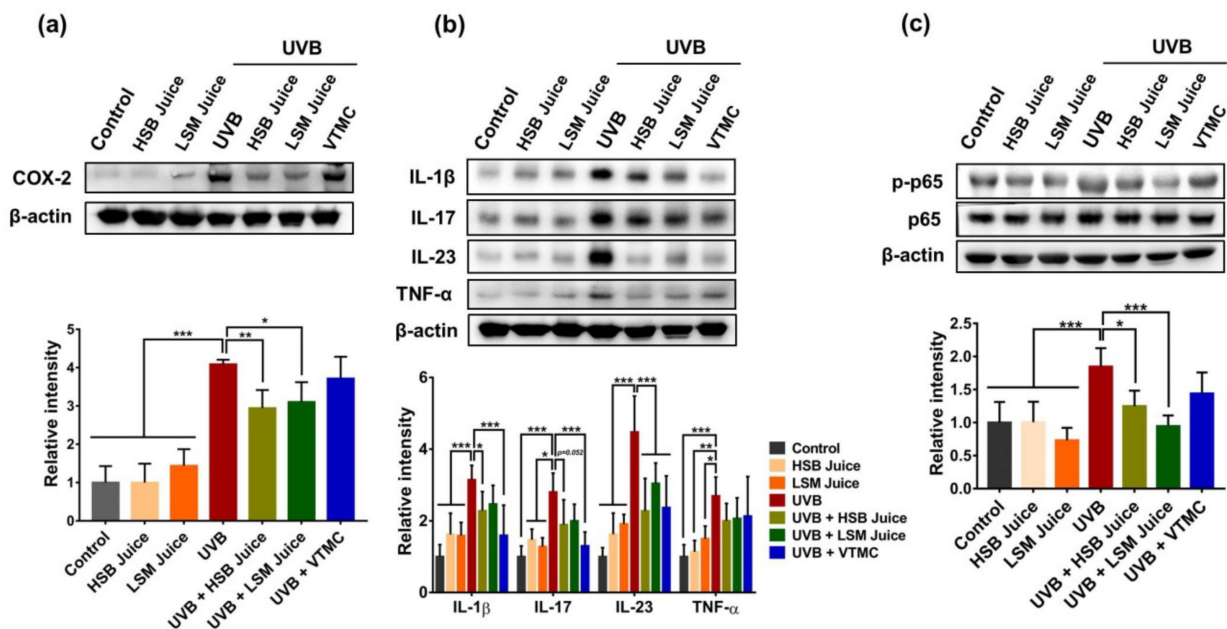 (a)
UVB
Control
HSB Juice
LSM Juice
UVB
HSB Juice
LSM Juice
VTMC
COX-2
β-actin
Relative intensity
5
4
3
2
1
0
***
**
*
Control
HSB Juice
LSM Juice
UVB
UVB + HSB Juice
UVB + LSM Juice
UVB + VTMC
(b)
UVB
Control
HSB Juice
LSM Juice
UVB
HSB Juice
LSM Juice
VTMC
IL-1β
IL-17
IL-23
TNF-α
β-actin
Relative intensity
6
4
2
0
*** * ***
*** * p=0.052 ***
*** ***
***
**
*
IL-1β IL-17 IL-23 TNF-α
Control
HSB Juice
LSM Juice
UVB
UVB + HSB Juice
UVB + LSM Juice
UVB + VTMC
(c)
UVB
Control
HSB Juice
LSM Juice
UVB
HSB Juice
LSM Juice
VTMC
p-p65
p65
β-actin
Relative intensity
2.5
2.0
1.5
1.0
0.5
0.0
***
***
*
Control
HSB Juice
LSM Juice
UVB
UVB + HSB Juice
UVB + LSM Juice
UVB + VTMC